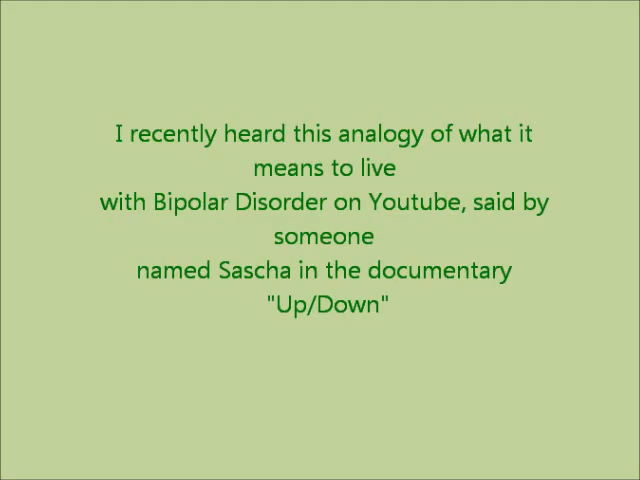 I recently heard this analogy of what it
means to live
with Bipolar Disorder on Youtube, said by
someone
named Sascha in the documentary
"Up/Down"